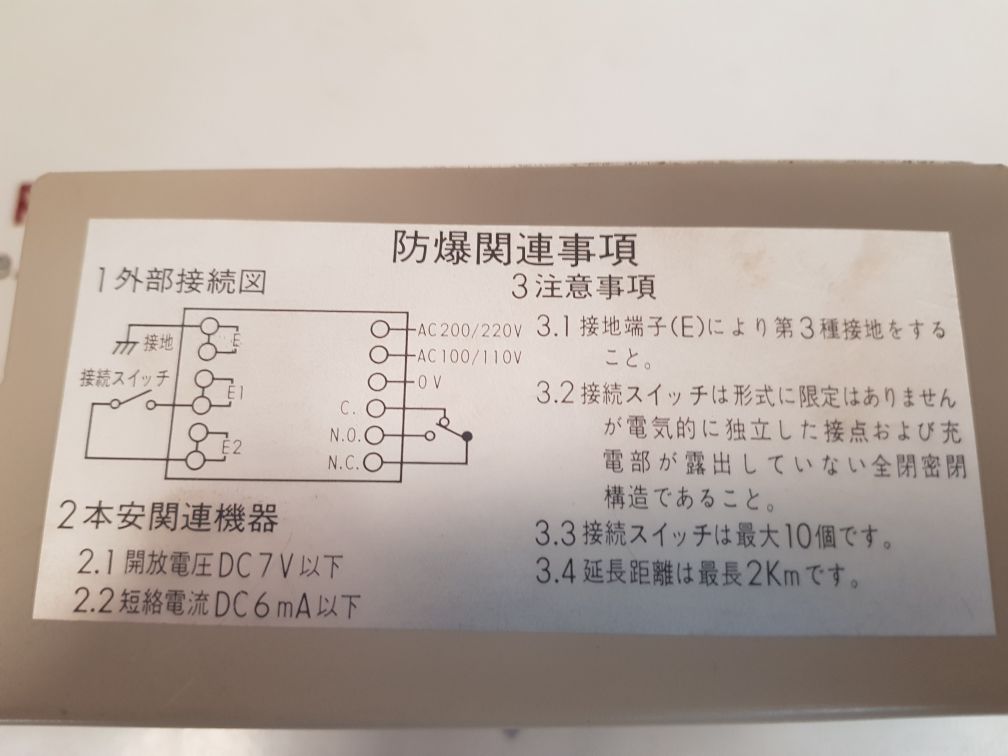 防爆関連事項
1外部接続図
接地
接続スイッチ
E
E1
E2
AC200/220V
AC100/110V
0V
C.
N.O.
N.C.
2本安関連機器
2.1開放電圧DC7V以下
2.2短絡電流DC6mA以下
3注意事項
3.1接地端子(E)により第3種接地をする
こと。
3.2接続スイッチは形式に限定はありません
が電気的に独立した接点および充
電部が露出していない全閉密閉
構造であること。
3.3接続スイッチは最大10個です。
3.4延長距離は最長2Kmです。